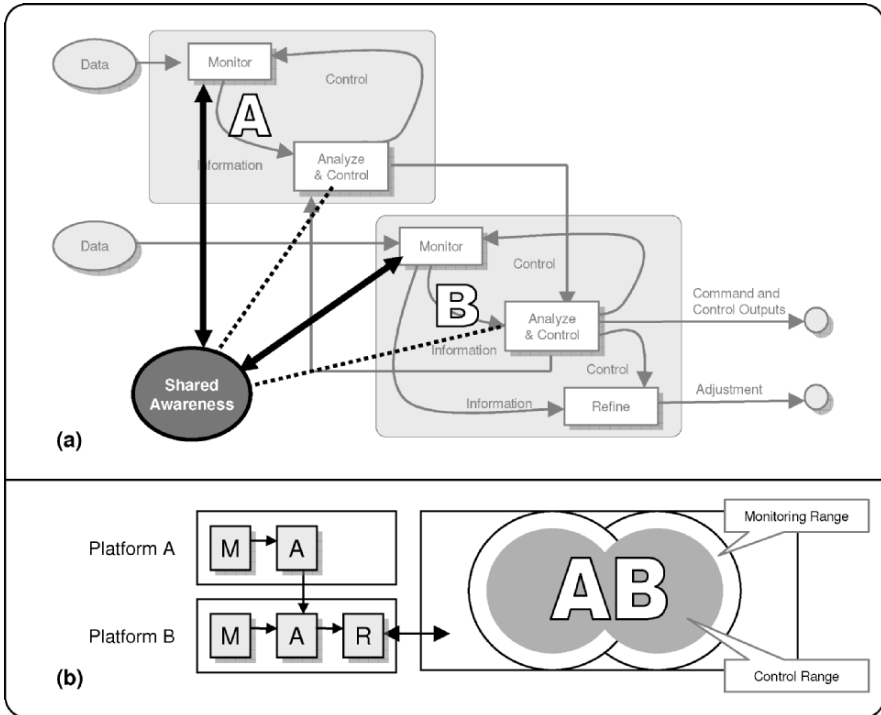 Data
Monitor
Control
A
Information
Analyze
& Control
Data
Monitor
Control
B
Information
Analyze
& Control
Command and
Control Outputs
Control
Information
Refine
Adjustment
Shared
Awareness
(a)
Platform A
M
A
Platform B
M
A
R
AB
Monitoring Range
Control Range
(b)